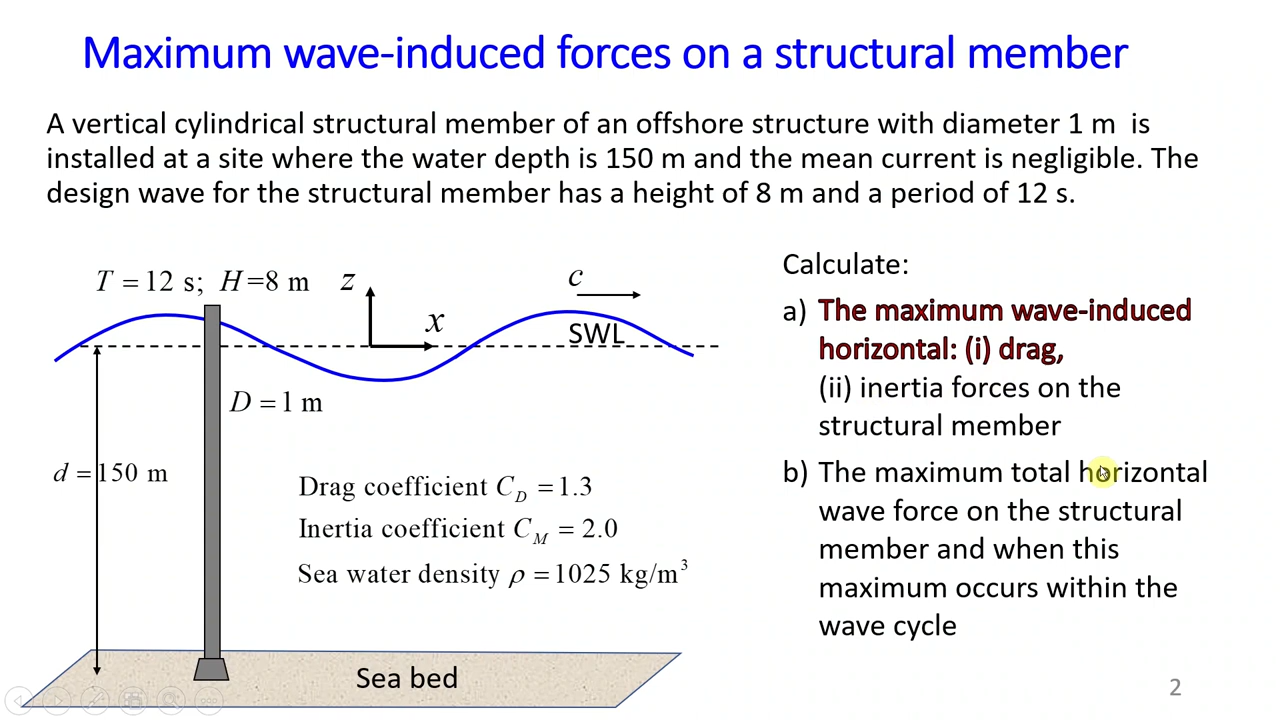 Maximum wave-induced forces on a structural member
A vertical cylindrical structural member of an offshore structure with diameter 1 m is
installed at a site where the water depth is 150 m and the mean current is negligible. The
design wave for the structural member has a height of 8 m and a period of 12 s.
T = 12 s; H=8 m
z
c
x
SWL
D = 1 m
d = 150 m
Drag coefficient C_D = 1.3
Inertia coefficient C_M = 2.0
Sea water density ρ = 1025 kg/m³
Sea bed
Calculate:
a) The maximum wave-induced
horizontal: (i) drag,
(ii) inertia forces on the
structural member
b) The maximum total horizontal
wave force on the structural
member and when this
maximum occurs within the
wave cycle
2